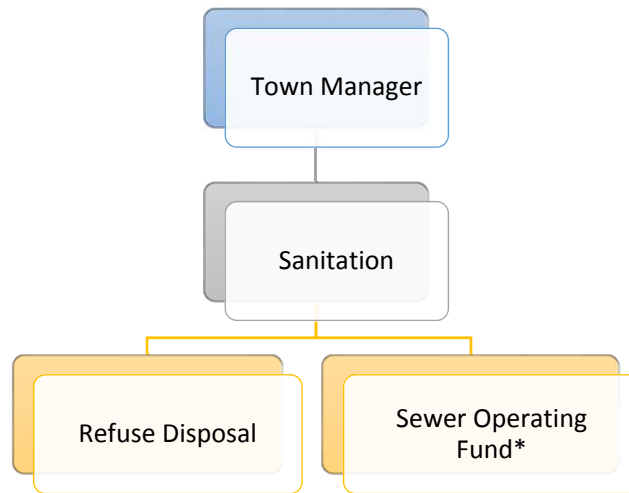 Town Manager
Sanitation
Refuse Disposal
Sewer Operating
Fund*